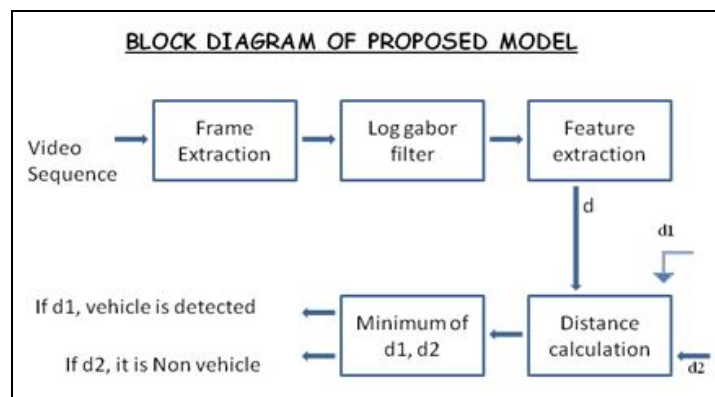 BLOCK DIAGRAM OF PROPOSED MODEL
Video
Sequence
Frame
Extraction
Log gabor
filter
Feature
extraction
d
d1
If d1, vehicle is detected
If d2, it is Non vehicle
Minimum of
d1, d2
Distance
calculation
d2